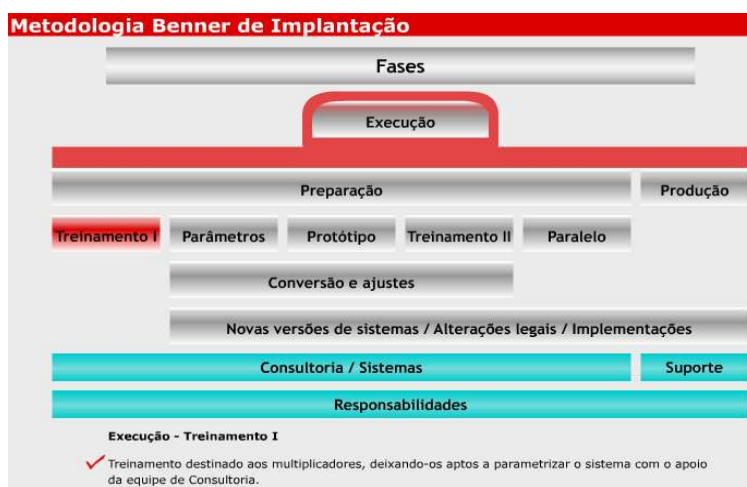 Metodologia Benner de Implantação
Fases
Execução
Preparação Produção
Treinamento I Parâmetros Protótipo Treinamento II Paralelo
Conversão e ajustes
Novas versões de sistemas / Alterações legais / Implementações
Consultoria / Sistemas Suporte
Responsabilidades
Execução - Treinamento I
Treinamento destinado aos multiplicadores, deixando-os aptos a parametrizar o sistema com o apoio
da equipe de Consultoria.